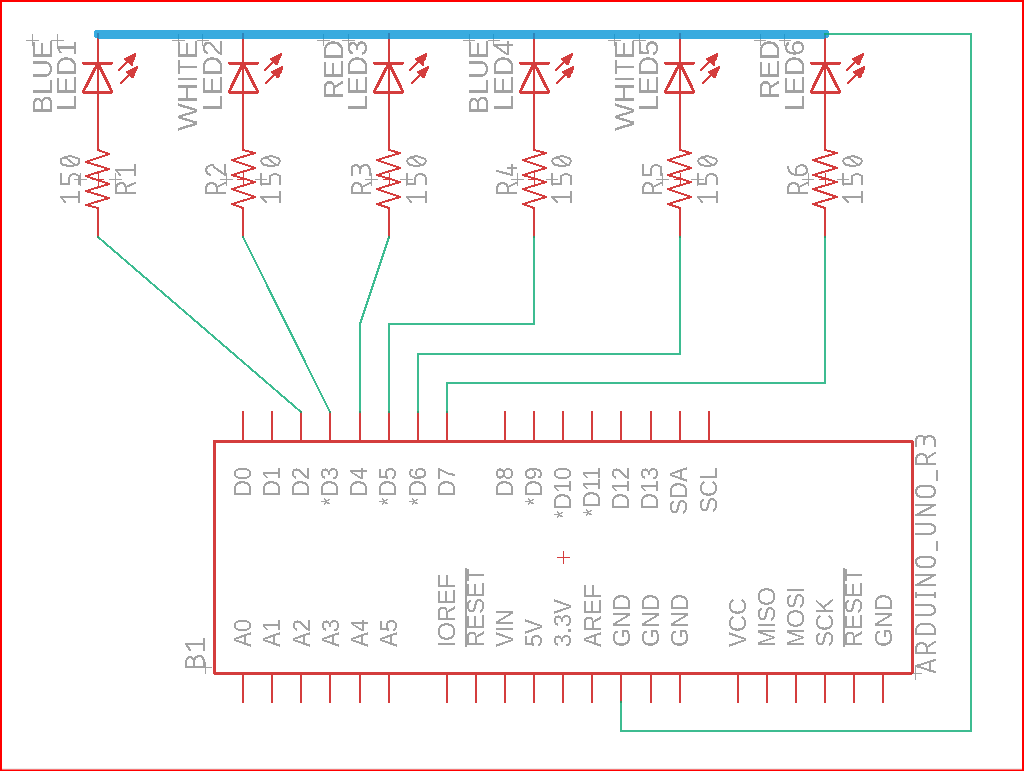 BLUE
LED1
WHITE
LED2
RED
LED3
BLUE
LED4
WHITE
LED5
RED
LED6
150
R1
R2
150
R3
150
R4
150
R5
150
R6
150
D0
D1
D2
*D3
D4
*D5
*D6
D7
D8
*D9
*D10
*D11
D12
D13
SDA
SCL
A0
A1
A2
A3
A4
A5
IOREF
RESET
VIN
5V
3.3V
AREF
GND
GND
GND
VCC
MISO
MOSI
SCK
RESET
GND
B1
ARDUINO_UNO_R3